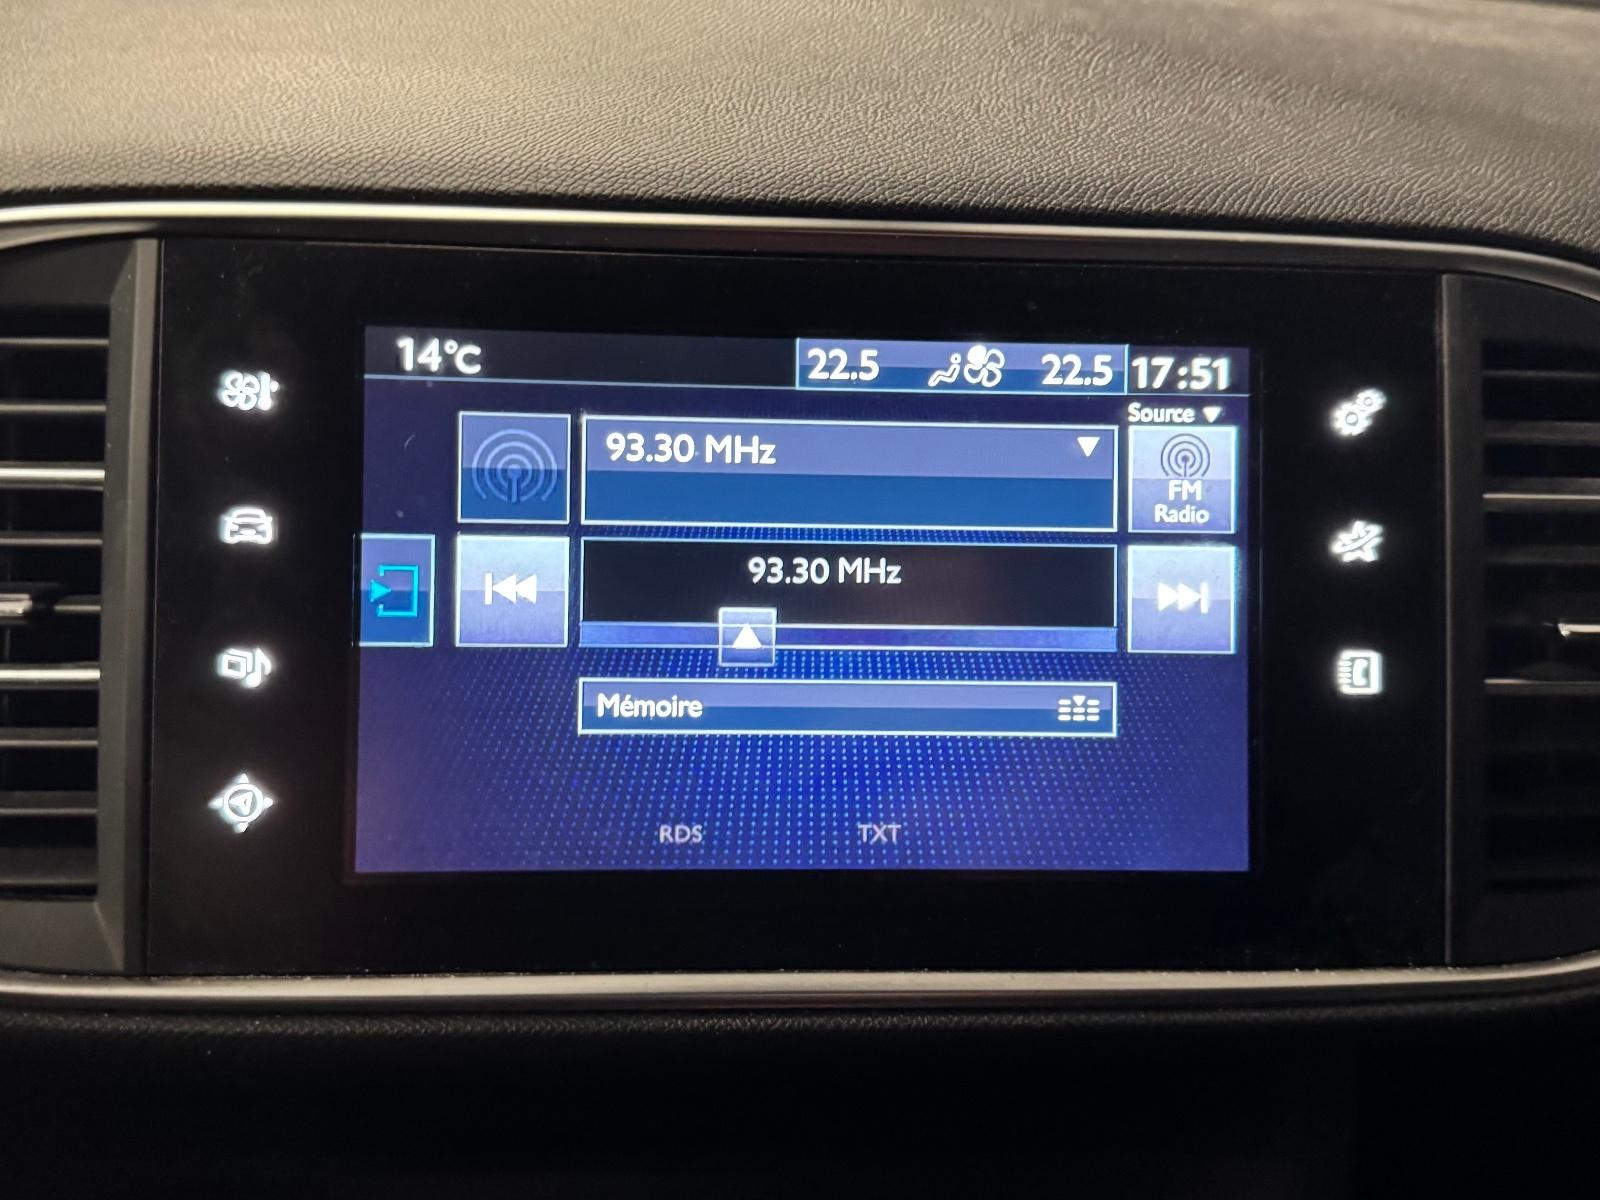 14°C
22.5 22.5
17:51
Source
93.30 MHz
FM
Radio
93.30 MHz
Mémoire
RDS TXT